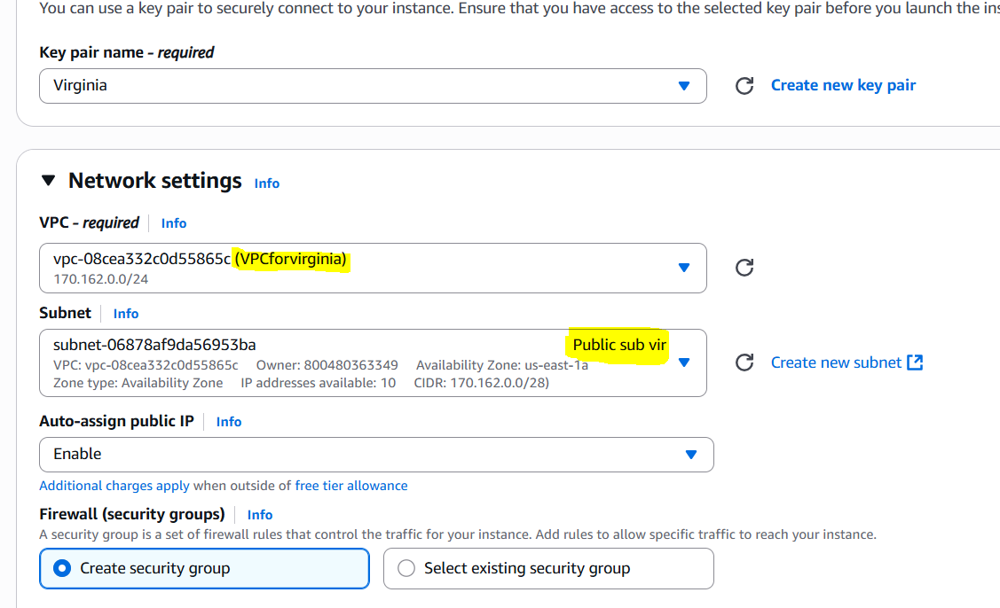 You can use a key pair to securely connect to your instance. Ensure that you have access to the selected key pair before you launch the
Key pair name - required
Virginia
Create new key pair
Network settings Info
VPC - required Info
vpc-08cea332c0d55865c (VPCforvirginia)
170.162.0.0/24
Subnet Info
subnet-06878af9da56953ba Public sub vir
VPC: vpc-08cea332c0d55865c Owner: 800480363349 Availability Zone: us-east-1a
Zone type: Availability Zone IP addresses available: 10 CIDR: 170.162.0.0/28)
Create new subnet
Auto-assign public IP Info
Enable
Additional charges apply when outside of free tier allowance
Firewall (security groups) Info
A security group is a set of firewall rules that control the traffic for your instance. Add rules to allow specific traffic to reach your instance.
Create security group Select existing security group